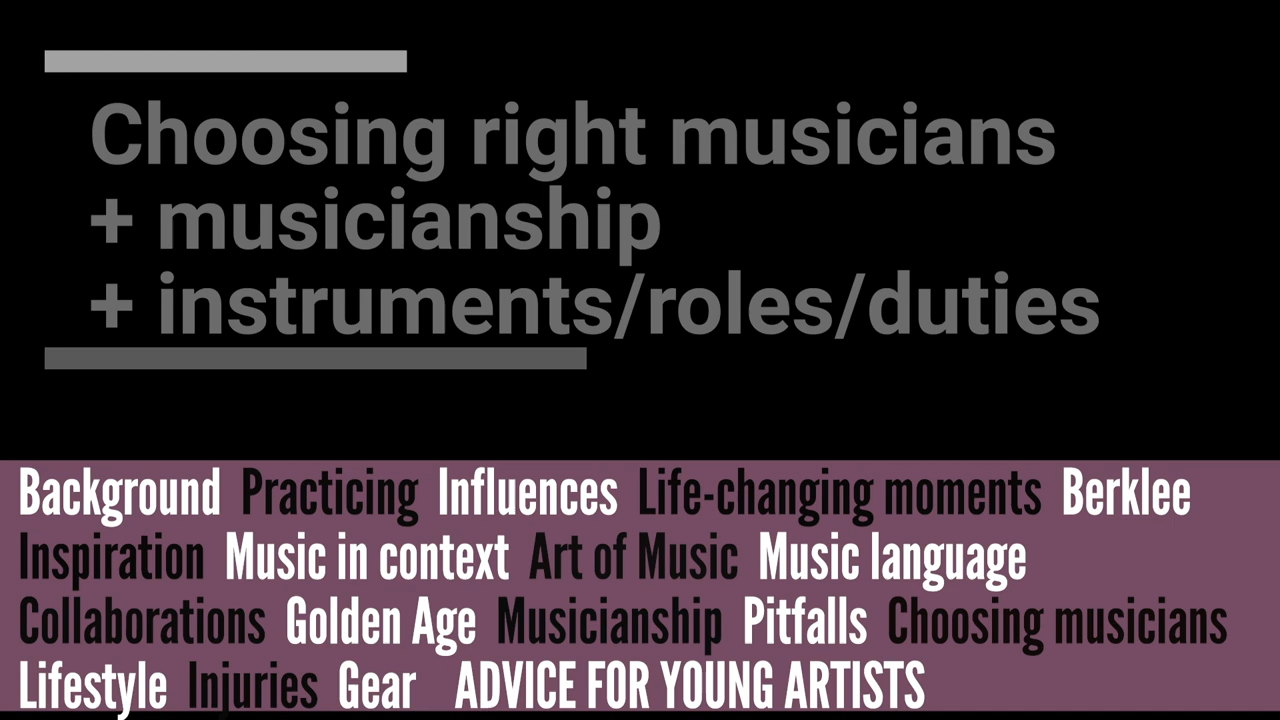 Choosing right musicians
+ musicianship
+ instruments/roles/duties
Background Practicing Influences Life-changing moments Berklee
Inspiration Music in context Art of Music Music language
Collaborations Golden Age Musicianship Pitfalls Choosing musicians
Lifestyle Injuries Gear ADVICE FOR YOUNG ARTISTS